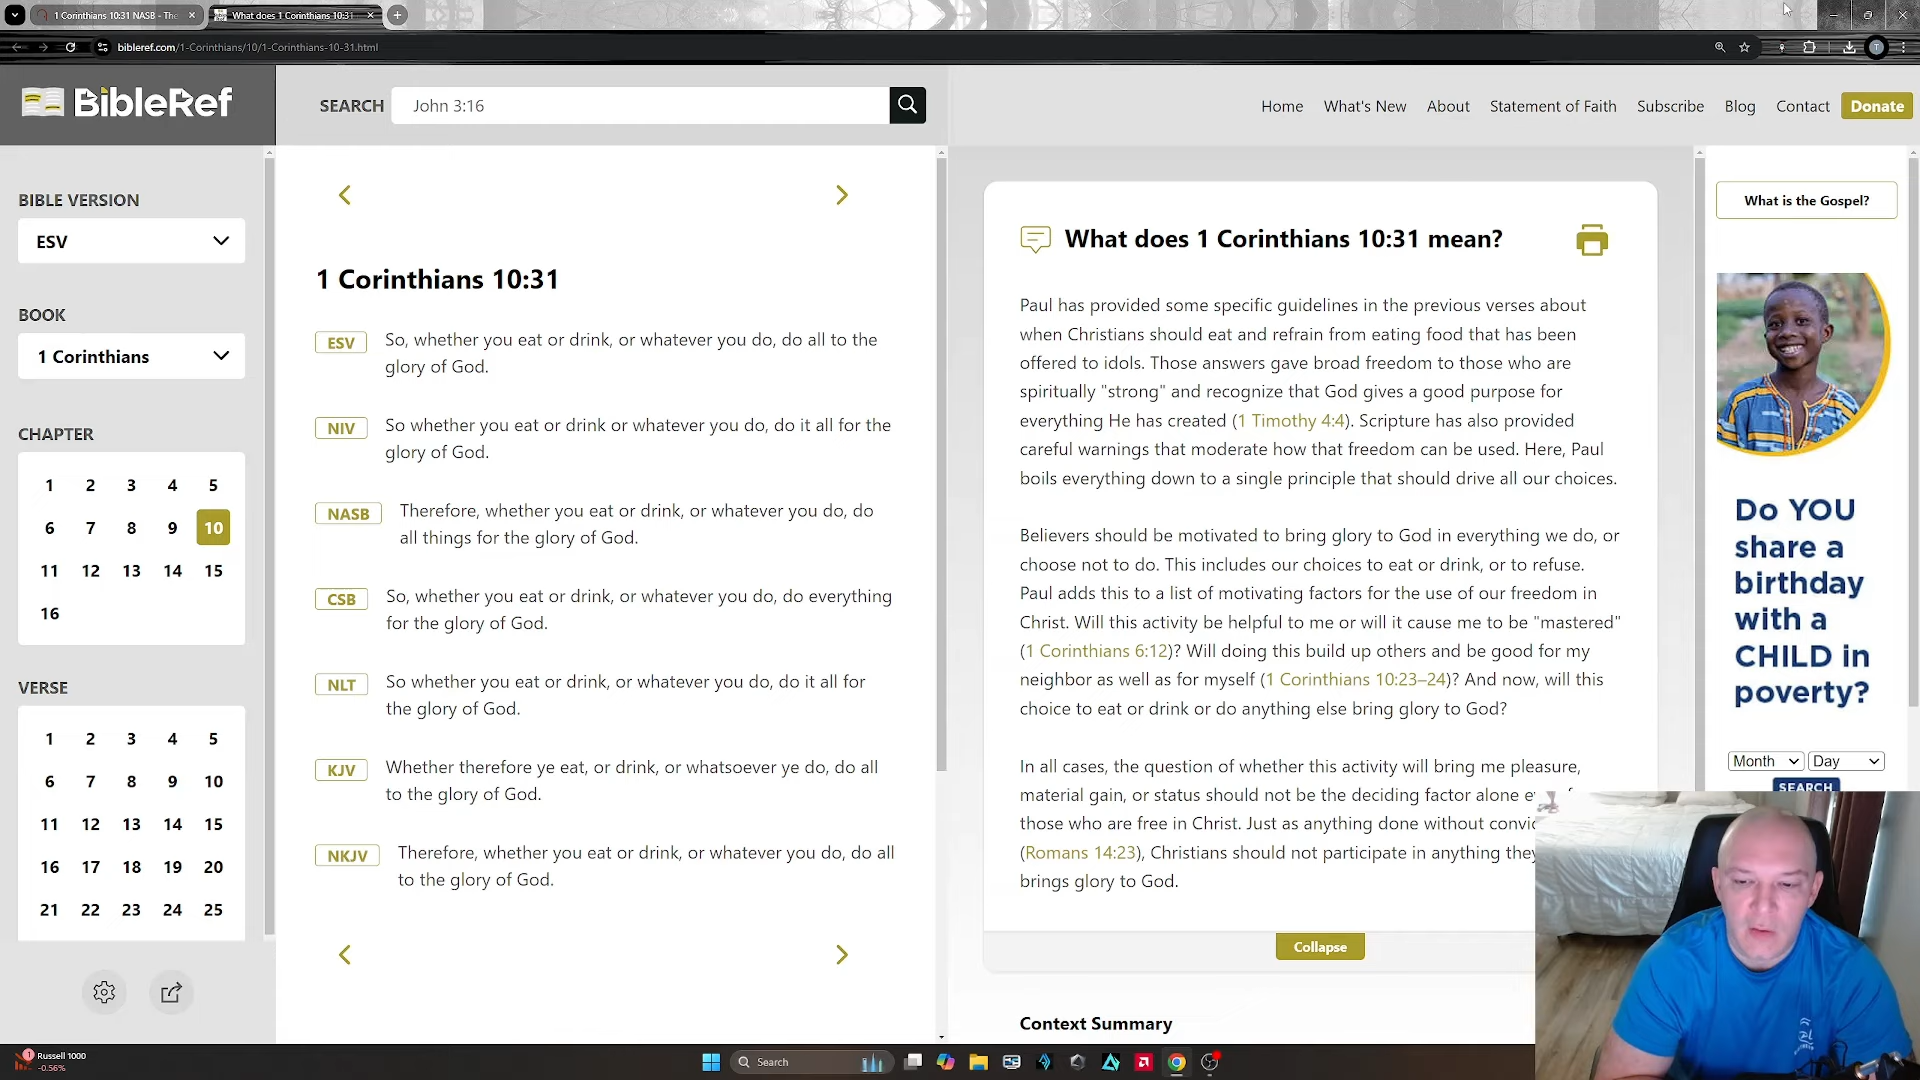 1 Corinthians 10:31 NASB - The
What does 1 Corinthians 10:31
bibleref.com/1-Corinthians/10/1-Corinthians-10-31.html
BibleRef
SEARCH
John 3:16
Home
What's New
About
Statement of Faith
Subscribe
Blog
Contact
Donate
BIBLE VERSION
ESV
BOOK
1 Corinthians
CHAPTER
1 2 3 4 5
6 7 8 9 10
11 12 13 14 15
16
VERSE
1 2 3 4 5
6 7 8 9 10
11 12 13 14 15
16 17 18 19 20
21 22 23 24 25
1 Corinthians 10:31
ESV So, whether you eat or drink, or whatever you do, do all to the
glory of God.
NIV So whether you eat or drink or whatever you do, do it all for the
glory of God.
NASB Therefore, whether you eat or drink, or whatever you do, do
all things for the glory of God.
CSB So, whether you eat or drink, or whatever you do, do everything
for the glory of God.
NLT So whether you eat or drink, or whatever you do, do it all for
the glory of God.
KJV Whether therefore ye eat, or drink, or whatsoever ye do, do all
to the glory of God.
NKJV Therefore, whether you eat or drink, or whatever you do, do all
to the glory of God.
What does 1 Corinthians 10:31 mean?
Paul has provided some specific guidelines in the previous verses about
when Christians should eat and refrain from eating food that has been
offered to idols. Those answers gave broad freedom to those who are
spiritually "strong" and recognize that God gives a good purpose for
everything He has created (1 Timothy 4:4). Scripture has also provided
careful warnings that moderate how that freedom can be used. Here, Paul
boils everything down to a single principle that should drive all our choices.
Believers should be motivated to bring glory to God in everything we do, or
choose not to do. This includes our choices to eat or drink, or to refuse.
Paul adds this to a list of motivating factors for the use of our freedom in
Christ. Will this activity be helpful to me or will it cause me to be "mastered"
(1 Corinthians 6:12)? Will doing this build up others and be good for my
neighbor as well as for myself (1 Corinthians 10:23–24)? And now, will this
choice to eat or drink or do anything else bring glory to God?
In all cases, the question of whether this activity will bring me pleasure,
material gain, or status should not be the deciding factor alone
those who are free in Christ. Just as anything done without
(Romans 14:23), Christians should not participate in anything they
brings glory to God.
Collapse
Context Summary
What is the Gospel?
Do YOU
share a
birthday
with a
CHILD in
poverty?
Month
Day
SEARCH
1
Russell 1000
-0.56%
Search
T